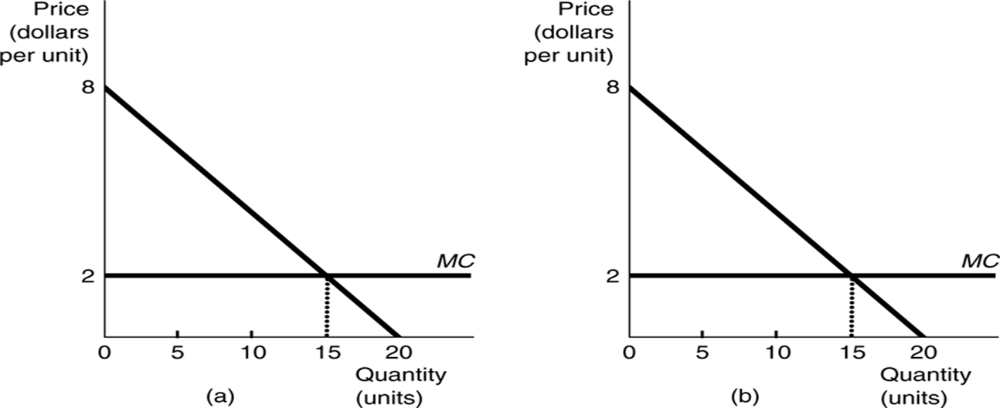 Price
(dollars
per unit)
8
2
MC
0 5 10 15 20
Quantity
(units)
(a)
Price
(dollars
per unit)
8
2
MC
0 5 10 15 20
Quantity
(units)
(b)